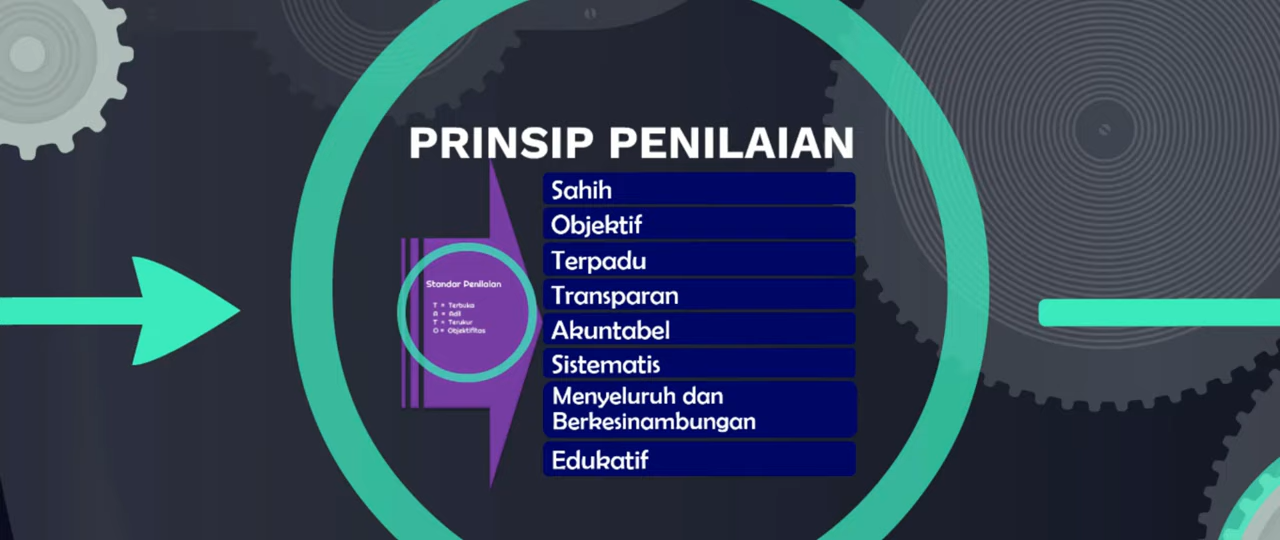 PRINSIP PENILAIAN
Sahih
Objektif
Terpadu
Transparan
Akuntabel
Sistematis
Menyeluruh dan
Berkesinambungan
Edukatif
Standar Penilaian
T = Terbuka
A = Adil
T = Terukur
O = Objektifitas